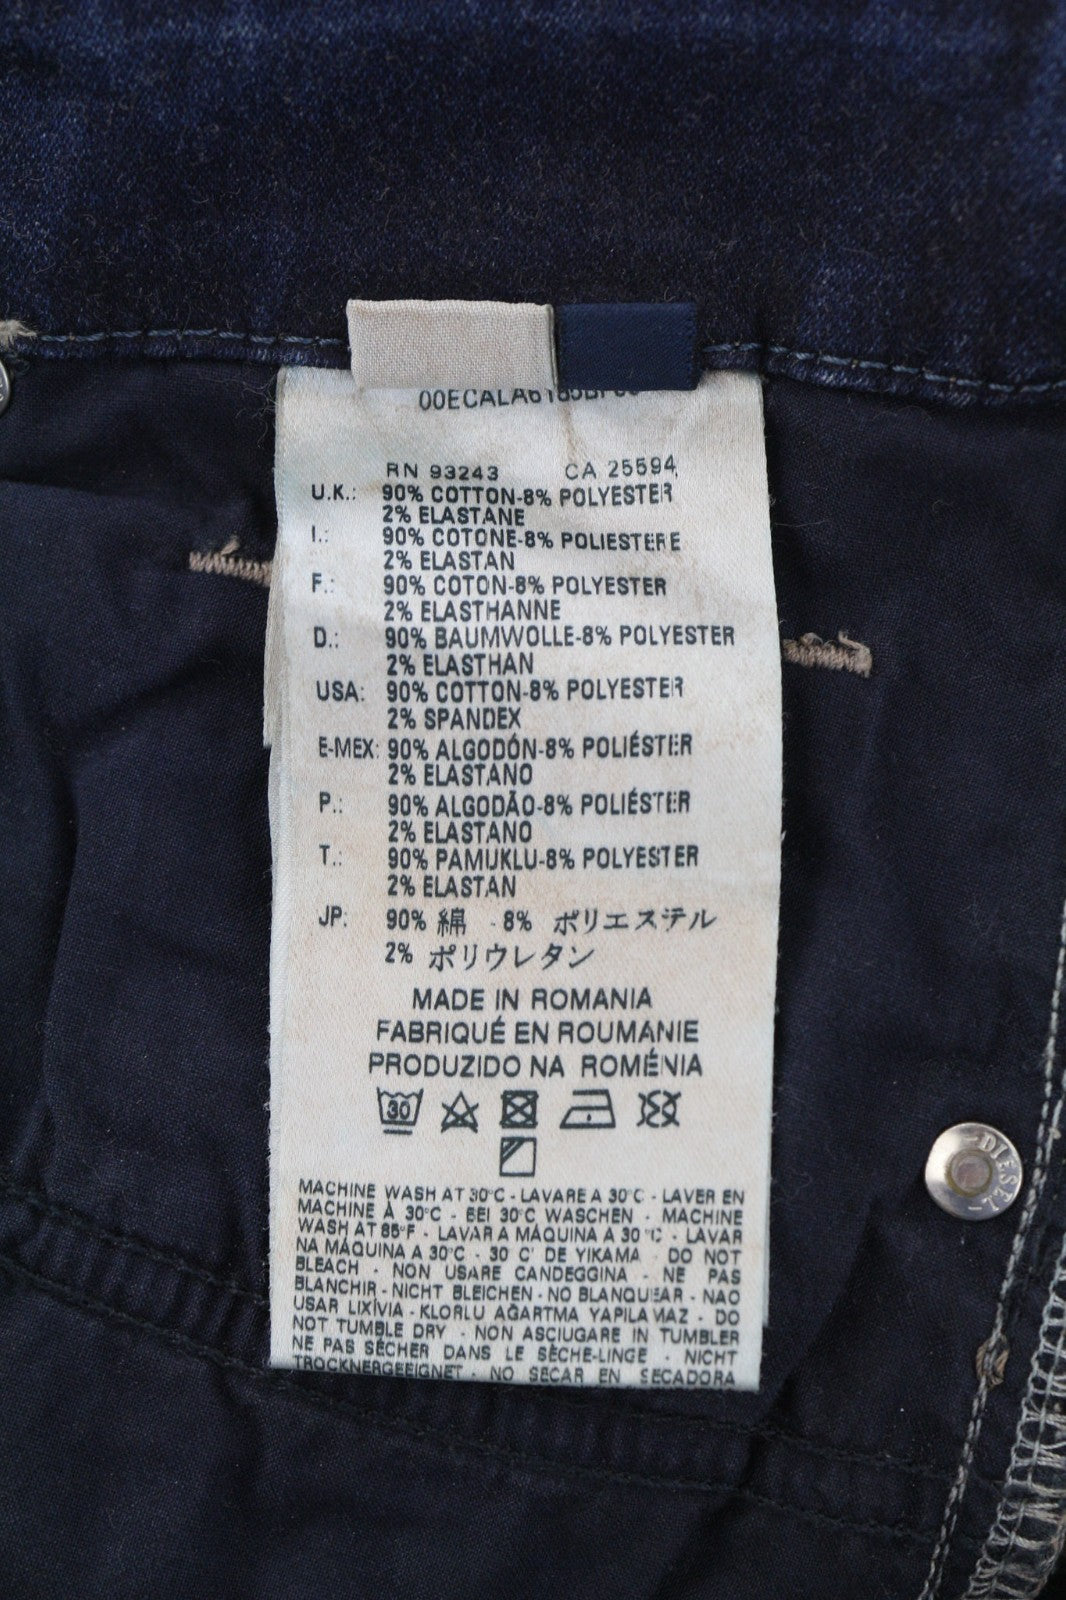 RN 93243 CA 25594
U.K.: 90% COTTON-8% POLYESTER
2% ELASTANE
I.: 90% COTONE-8% POLIESTERE
2% ELASTAN
F.: 90% COTON-8% POLYESTER
2% ELASTHANNE
D.: 90% BAUMWOLLE-8% POLYESTER
2% ELASTHAN
USA: 90% COTTON-8% POLYESTER
2% SPANDEX
E-MEX: 90% ALGODÓN-8% POLIÉSTER
2% ELASTANO
P.: 90% ALGODÃO-8% POLIÉSTER
2% ELASTANO
T.: 90% PAMUKLU-8% POLYESTER
2% ELASTAN
JP: 90% 綿 -8% ポリエステル
2% ポリウレタン
MADE IN ROMANIA
FABRIQUÉ EN ROUMANIE
PRODUZIDO NA ROMÉNIA
30
MACHINE WASH AT 30°C - LAVARE A 30°C - LAVER EN
MACHINE À 30°C - BEI 30°C WASCHEN - MACHINE
WASH AT 85°F - LAVAR A MÁQUINA A 30°C - LAVAR
NA MÁQUINA A 30°C - 30 C' DE YIKAMA - DO NOT
BLEACH - NON USARE CANDEGGINA - NE PAS
BLANCHIR - NICHT BLEICHEN - NO BLANQUEAR - NAO
USAR LIXÍVIA - KLORLU AĞARTMA YAPILAMAZ - DO
NOT TUMBLE DRY - NON ASCIUGARE IN TUMBLER
NE PAS SÉCHER DANS LE SÈCHE-LINGE - NICHT
TROCKNERGEEIGNET - NO SECAR EN SECADORA
DIESEL